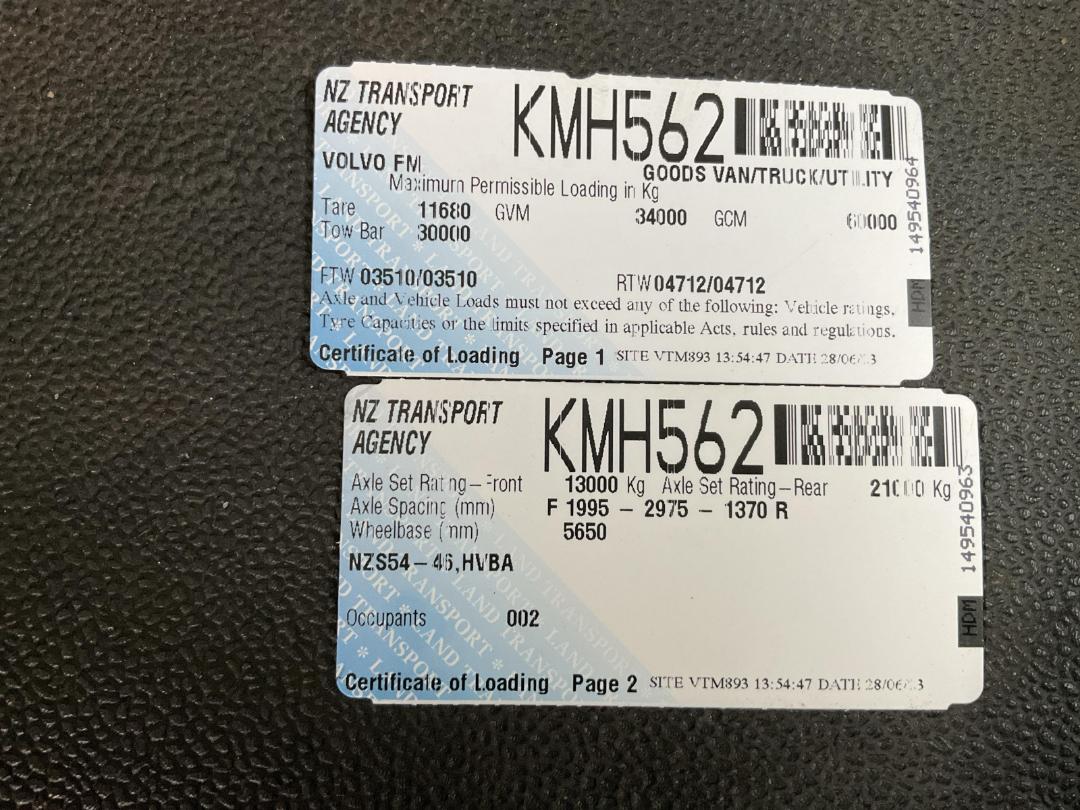 NZ TRANSPORT
AGENCY
KMH562
VOLVO FM
GOODS VAN/TRUCK/UTILITY
Maximum Permissible Loading in Kg
Tare 11680 GVM 34000 GCM 60000
Tow Bar 30000
149540964
FTW 03510/03510 RTW 04712/04712
HDM
Axle and Vehicle Loads must not exceed any of the following: Vehicle ratings,
Tyre Capacities or the limits specified in applicable Acts, rules and regulations.
Certificate of Loading Page 1 SITE VTM893 13:54:47 DATE
NZ TRANSPORT
AGENCY
KMH562
Axle Set Rating-Front 13000 Kg Axle Set Rating-Rear 21000 Kg
Axle Spacing (mm) F 1995 - 2975 - 1370 R
Wheelbase (mm) 5650
149540963
NZS54-46,HVBA
Occupants 002
HDM
Certificate of Loading Page 2 SITE VTM893 13:54:47 DATE